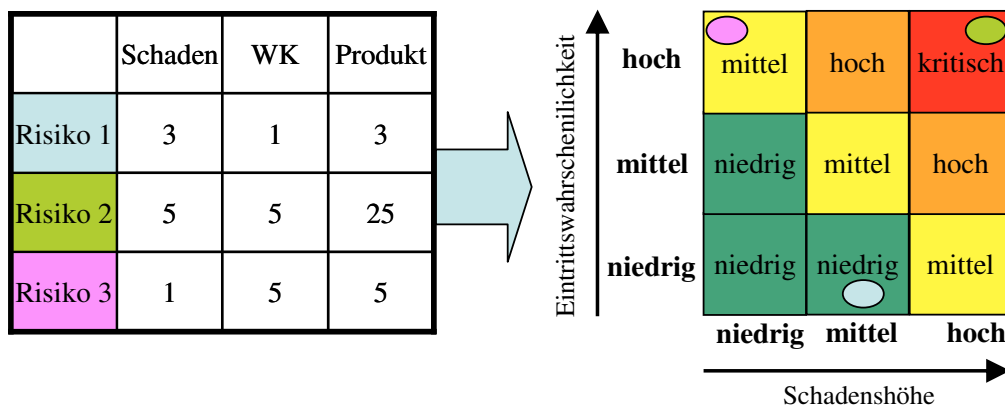 Schaden WK Produkt
Risiko 1 3 1 3
Risiko 2 5 5 25
Risiko 3 1 5 5
Eintrittswahrschenilichkeit
hoch mittel hoch kritisch
mittel niedrig mittel hoch
niedrig niedrig niedrig mittel
niedrig mittel hoch
Schadenshöhe